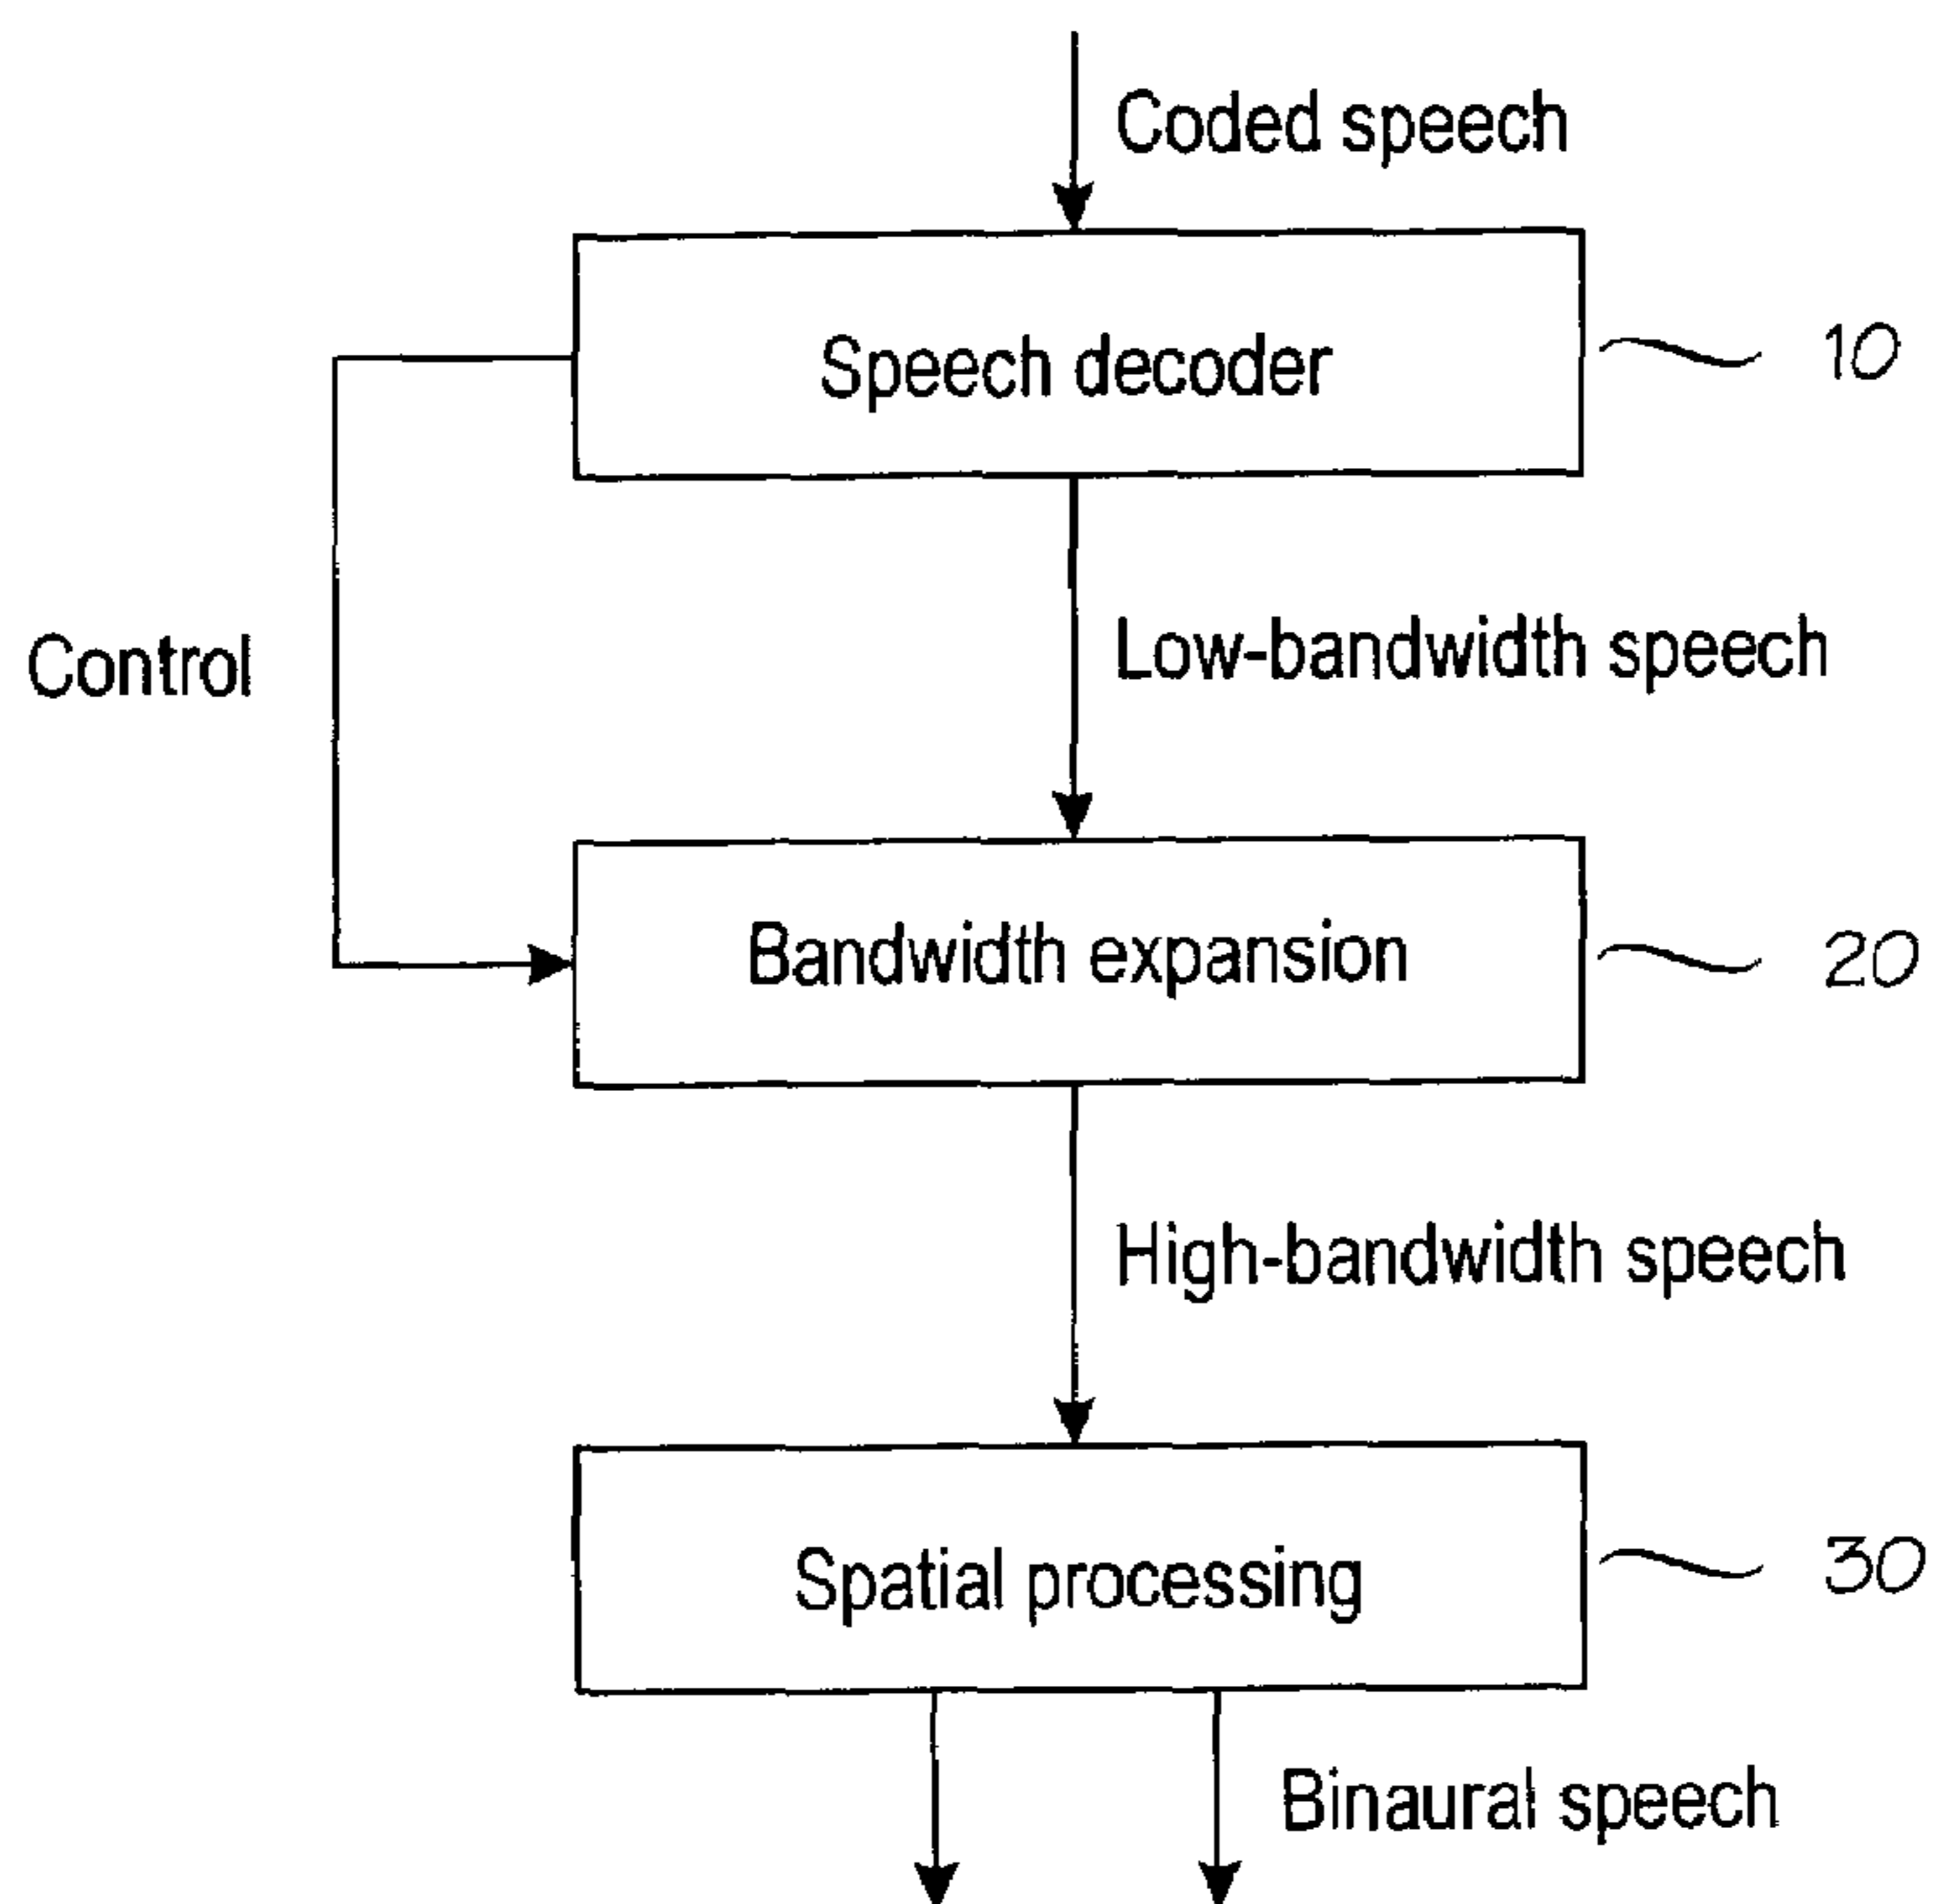 Coded speech
Speech decoder
10
Control
Low-bandwidth speech
Bandwidth expansion
20
High-bandwidth speech
Spatial processing
30
Binaural speech